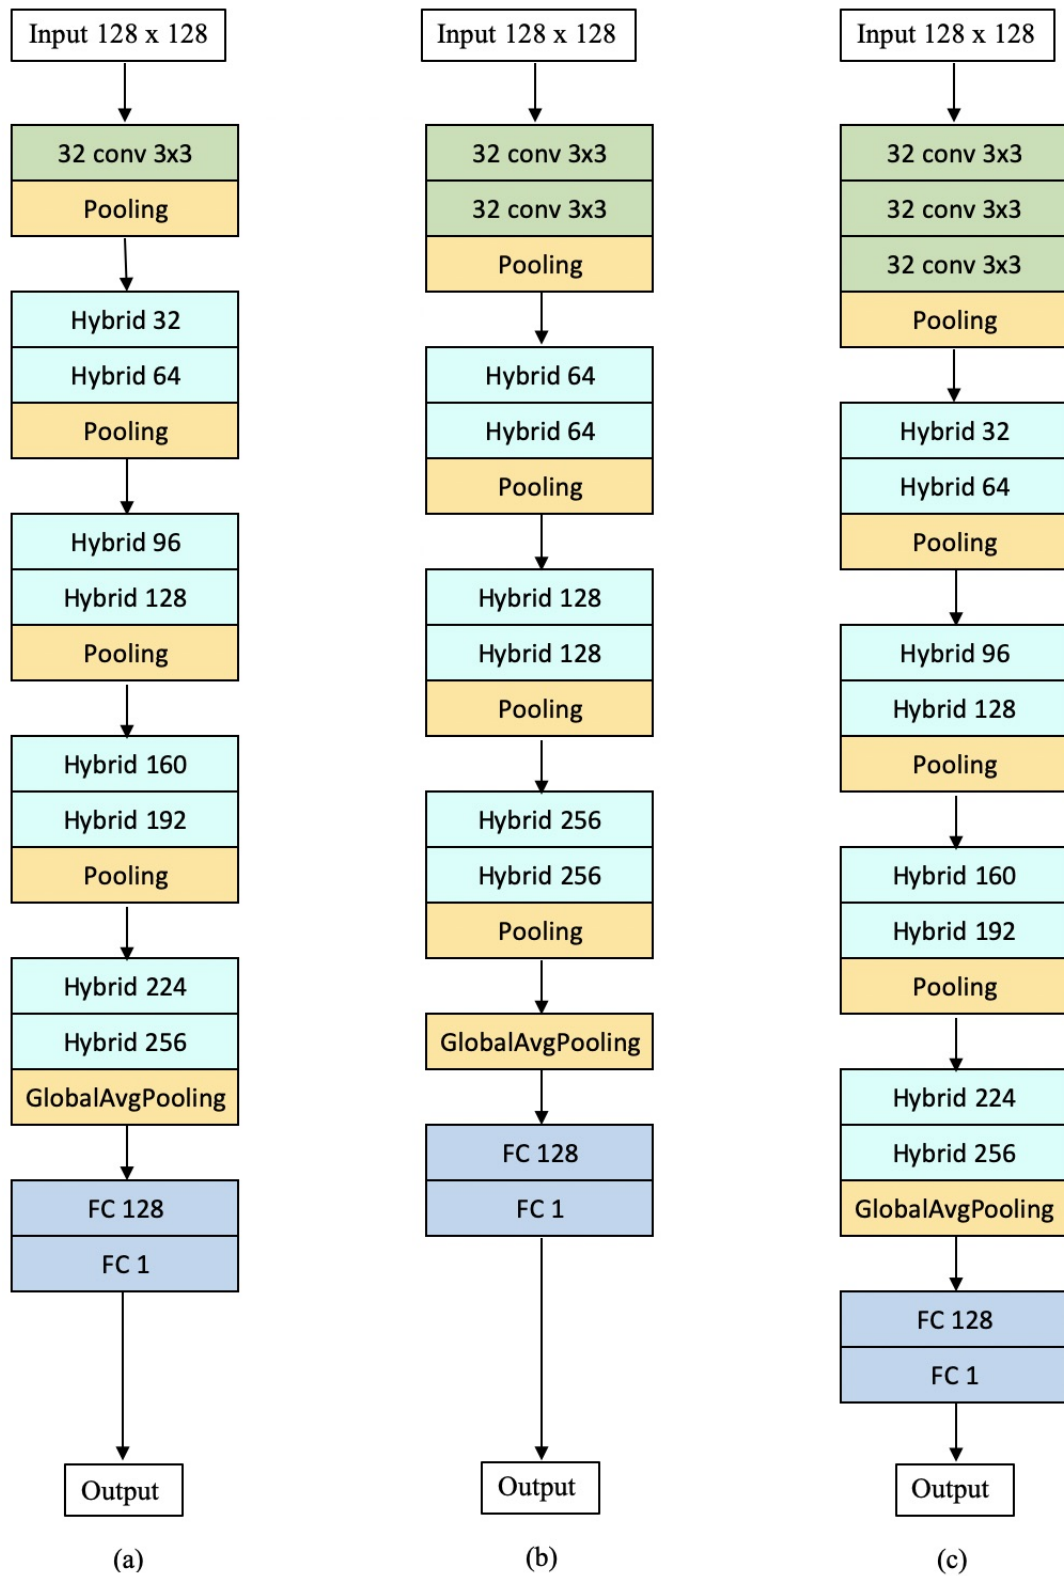 Input 128 x 128
32 conv 3x3
Pooling
Hybrid 32
Hybrid 64
Pooling
Hybrid 96
Hybrid 128
Pooling
Hybrid 160
Hybrid 192
Pooling
Hybrid 224
Hybrid 256
GlobalAvgPooling
FC 128
FC 1
Output
(a)
Input 128 x 128
32 conv 3x3
32 conv 3x3
Pooling
Hybrid 64
Hybrid 64
Pooling
Hybrid 128
Hybrid 128
Pooling
Hybrid 256
Hybrid 256
Pooling
GlobalAvgPooling
FC 128
FC 1
Output
(b)
Input 128 x 128
32 conv 3x3
32 conv 3x3
32 conv 3x3
Pooling
Hybrid 32
Hybrid 64
Pooling
Hybrid 96
Hybrid 128
Pooling
Hybrid 160
Hybrid 192
Pooling
Hybrid 224
Hybrid 256
GlobalAvgPooling
FC 128
FC 1
Output
(c)